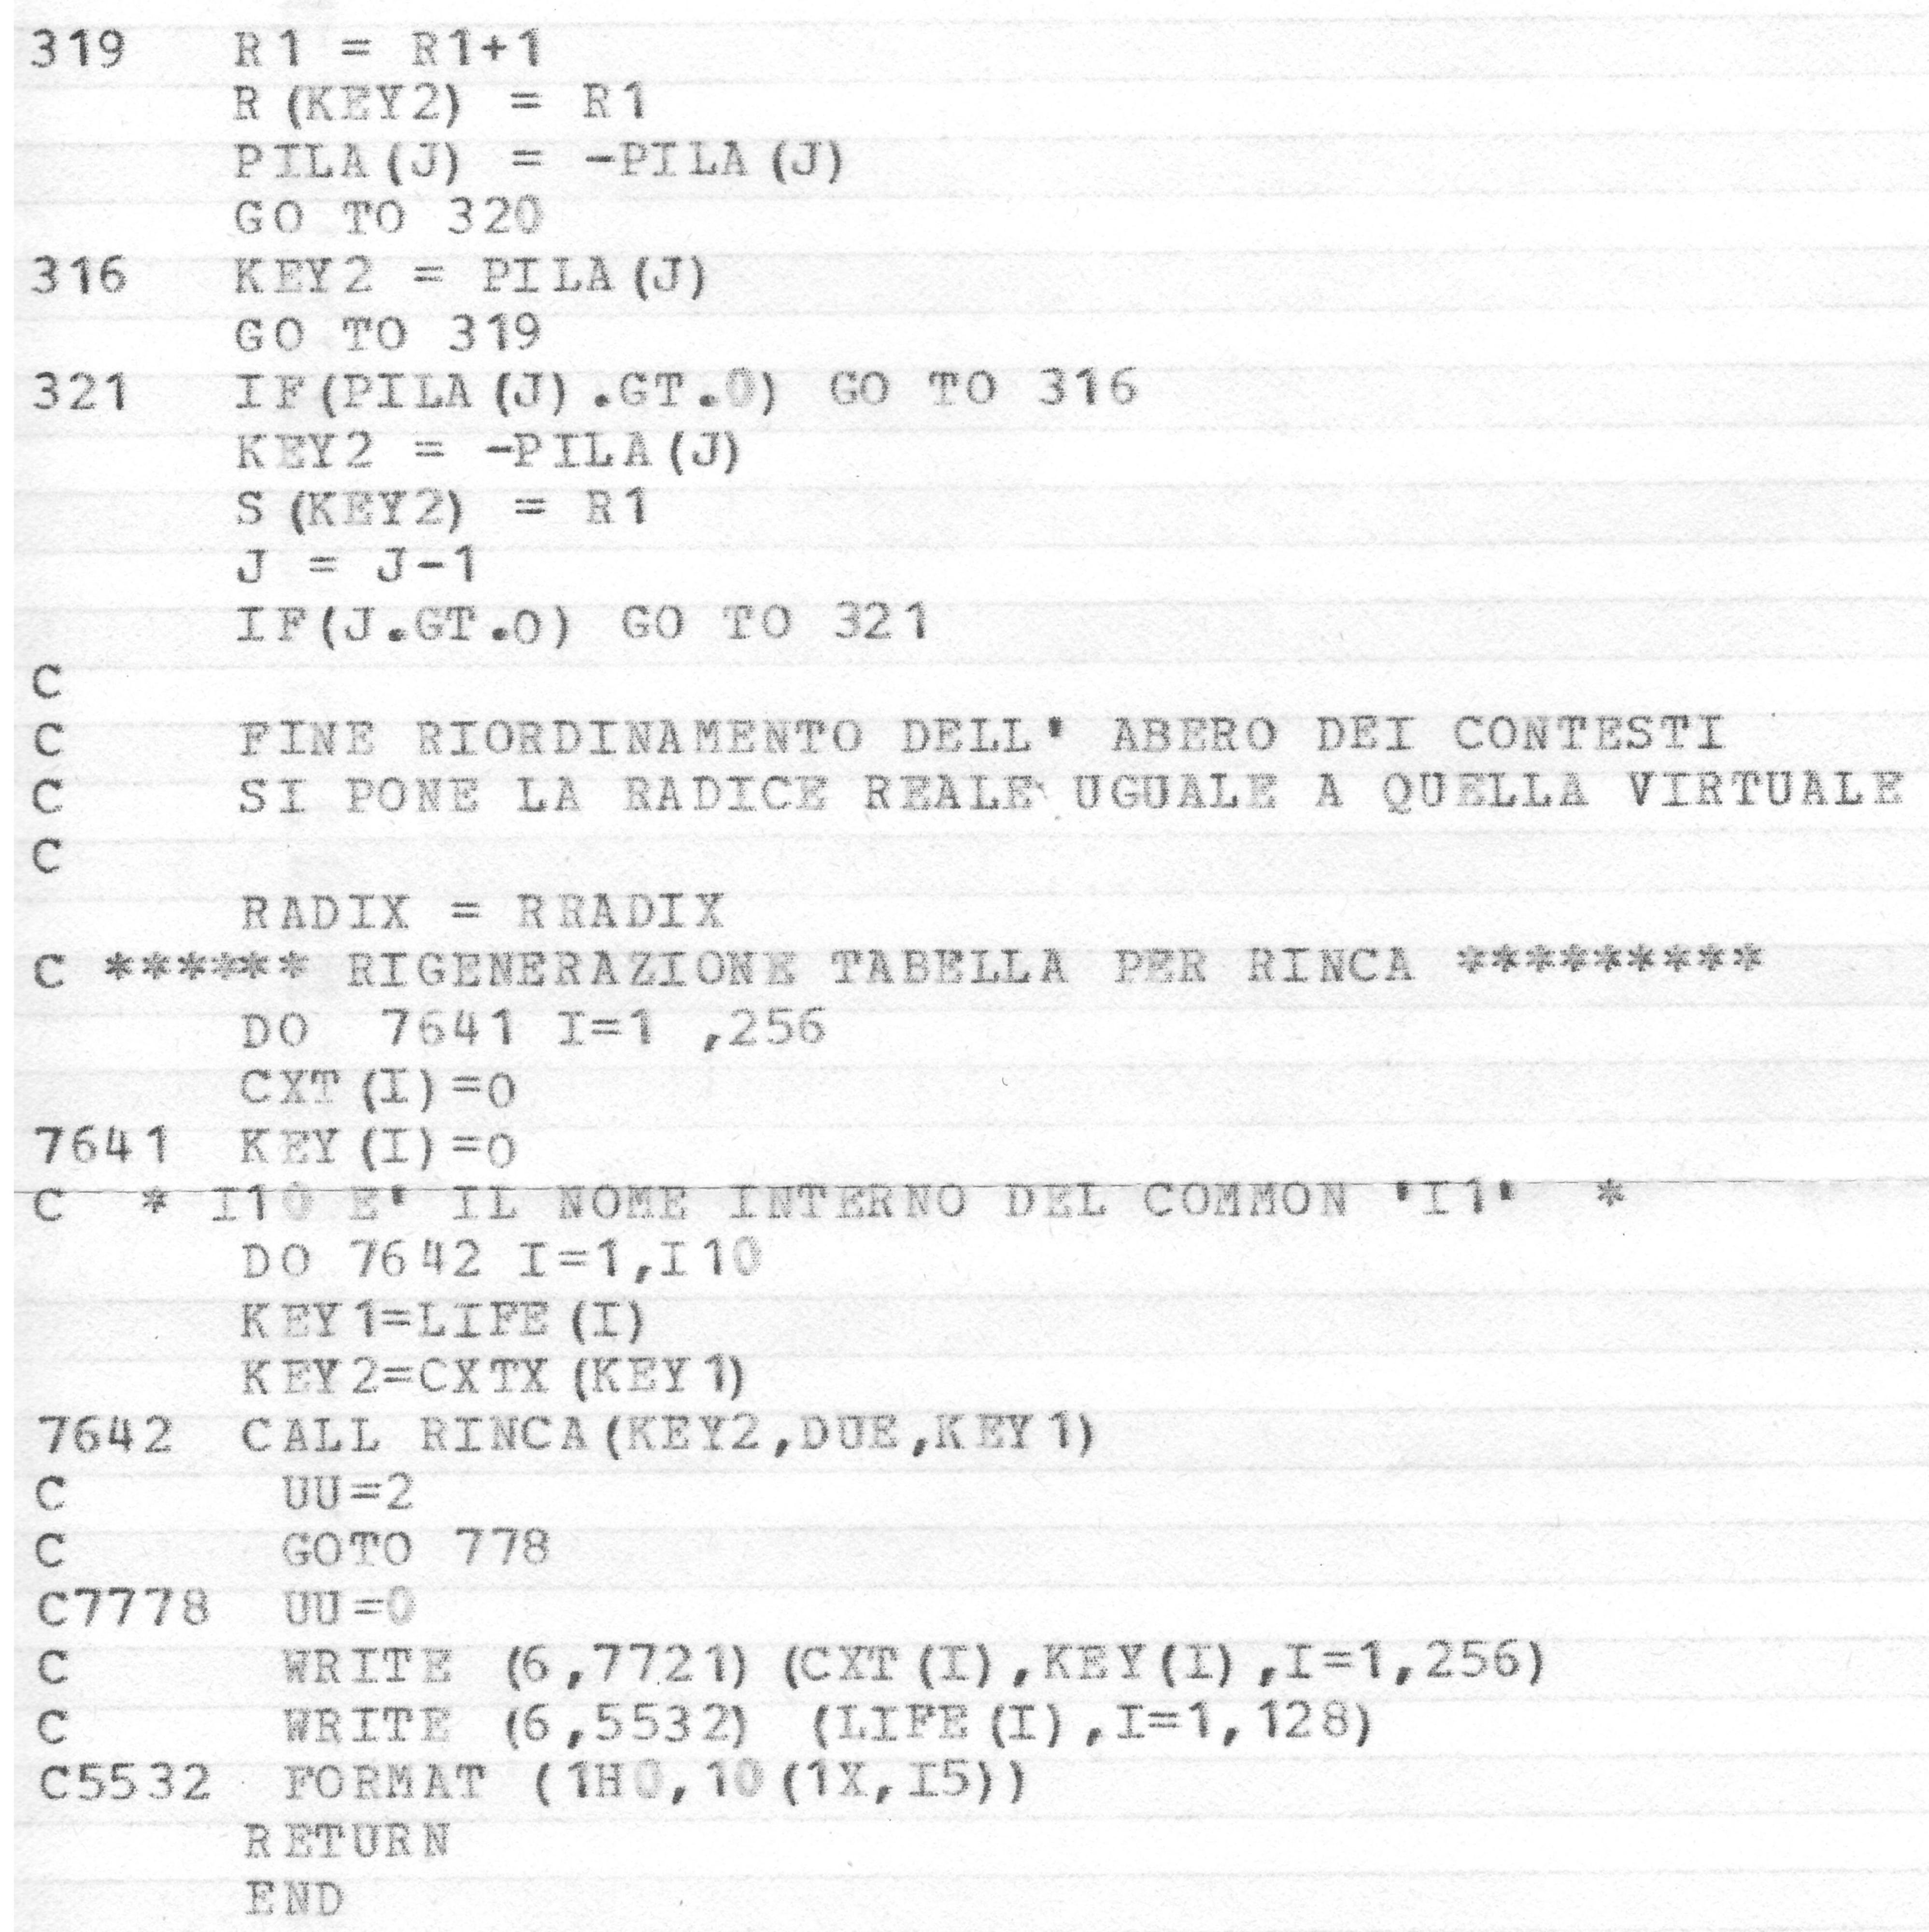 319   R1 = R1+1
      R(KEY2) = R1
      PILA(J) = -PILA(J)
      GO TO 320
316   KEY2 = PILA(J)
      GO TO 319
321   IF(PILA(J).GT.0) GO TO 316
      KEY2 = -PILA(J)
      S(KEY2) = R1
      J = J-1
      IF(J.GT.0) GO TO 321
C
C     FINE RIORDINAMENTO DELL' ABERO DEI CONTESTI
C     SI PONE LA RADICE REALE UGUALE A QUELLA VIRTUALE
C
      RADIX = RRADIX
C ****** RIGENERAZIONE TABELLA PER RINCA *********
      DO  7641 I=1 ,256
      CXT(I)=0
7641  KEY(I)=0
C  * I10 E' IL NOME INTERNO DEL COMMON 'I1'  *
      DO 7642 I=1,I10
      KEY1=LIFE(I)
      KEY2=CXTX(KEY1)
7642  CALL RINCA(KEY2,DUE,KEY1)
C      UU=2
C      GOTO 778
C7778  UU=0
C      WRITE (6,7721) (CXT(I),KEY(I),I=1,256)
C      WRITE (6,5532)  (LIFE(I),I=1,128)
C5532  FORMAT (1H0,10(1X,I5))
      RETURN
      END